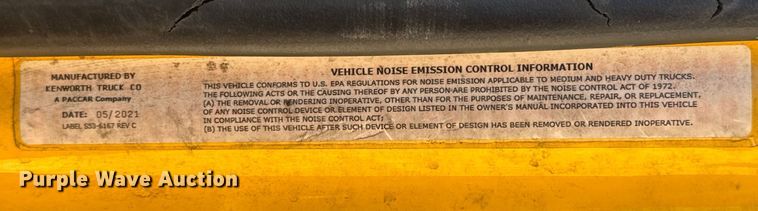 MANUFACTURED BY
KENWORTH TRUCK CO
A PACCAR Company
DATE: 05/2021
LABEL S53-6167 REV C
VEHICLE NOISE EMISSION CONTROL INFORMATION
THIS VEHICLE CONFORMS TO U.S. EPA REGULATIONS FOR NOISE EMISSION APPLICABLE TO MEDIUM AND HEAVY DUTY TRUCKS.
THE FOLLOWING ACTS OR THE CAUSING THEREOF BY ANY PERSON ARE PROHIBITED BY THE NOISE CONTROL ACT OF 1972.
(A) THE REMOVAL OR RENDERING INOPERATIVE, OTHER THAN FOR THE PURPOSES OF MAINTENANCE, REPAIR, OR REPLACEMENT,
OF ANY NOISE CONTROL DEVICE OR ELEMENT OF DESIGN LISTED IN THE OWNER'S MANUAL INCORPORATED INTO THIS VEHICLE
IN COMPLIANCE WITH THE NOISE CONTROL ACT;
(B) THE USE OF THIS VEHICLE AFTER SUCH DEVICE OR ELEMENT OF DESIGN HAS BEEN REMOVED OR RENDERED INOPERATIVE.
Purple Wave Auction